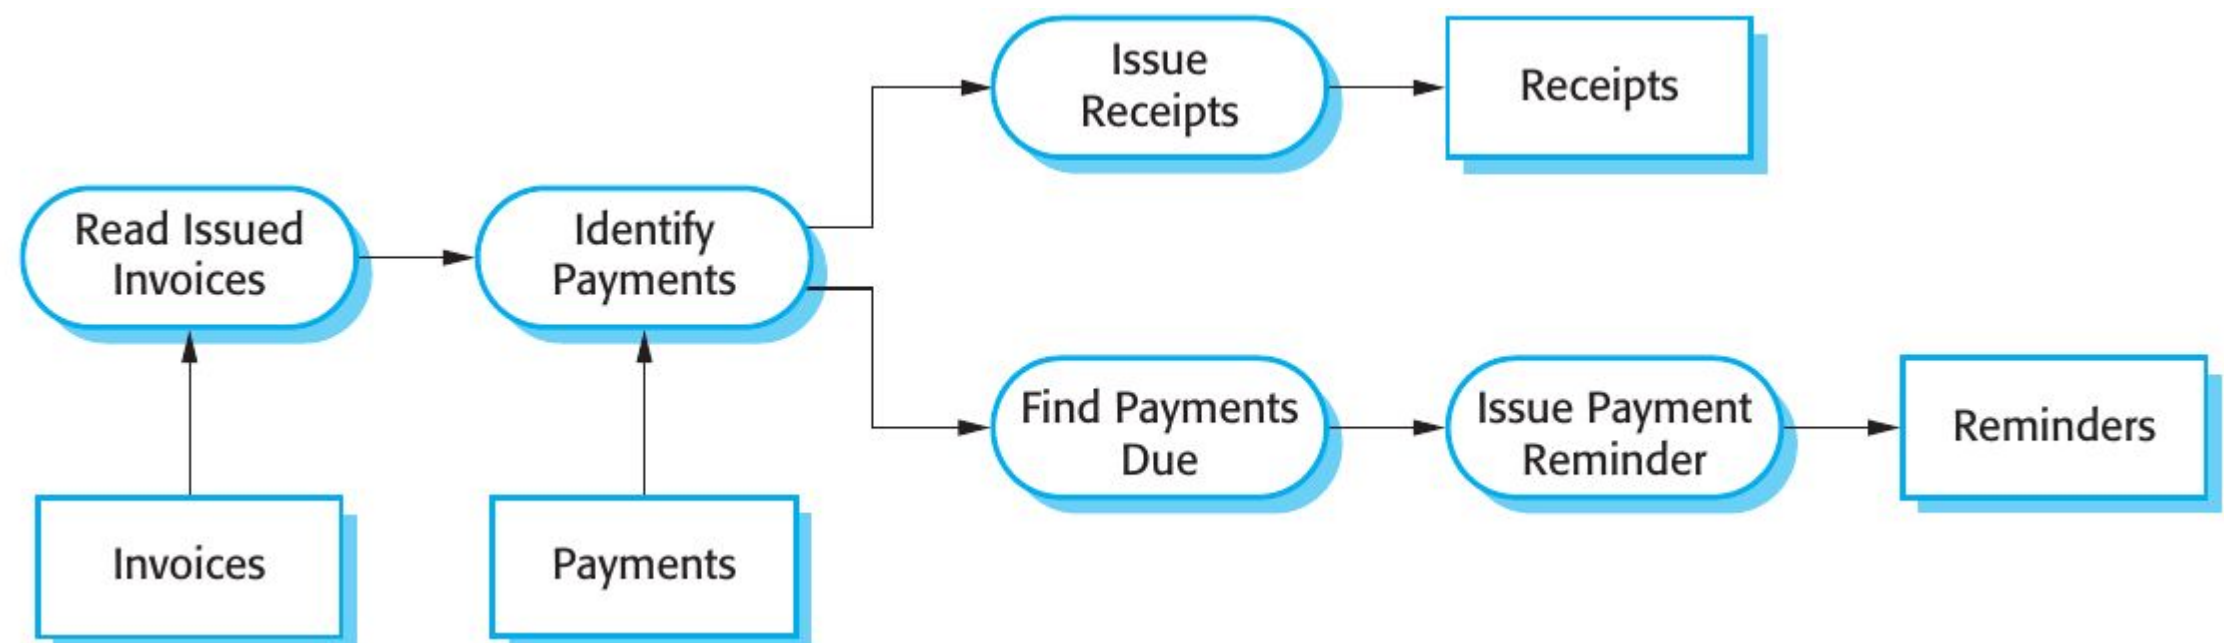 Issue
Receipts
Receipts
Read Issued
Invoices
Identify
Payments
Find Payments
Due
Issue Payment
Reminder
Reminders
Invoices
Payments